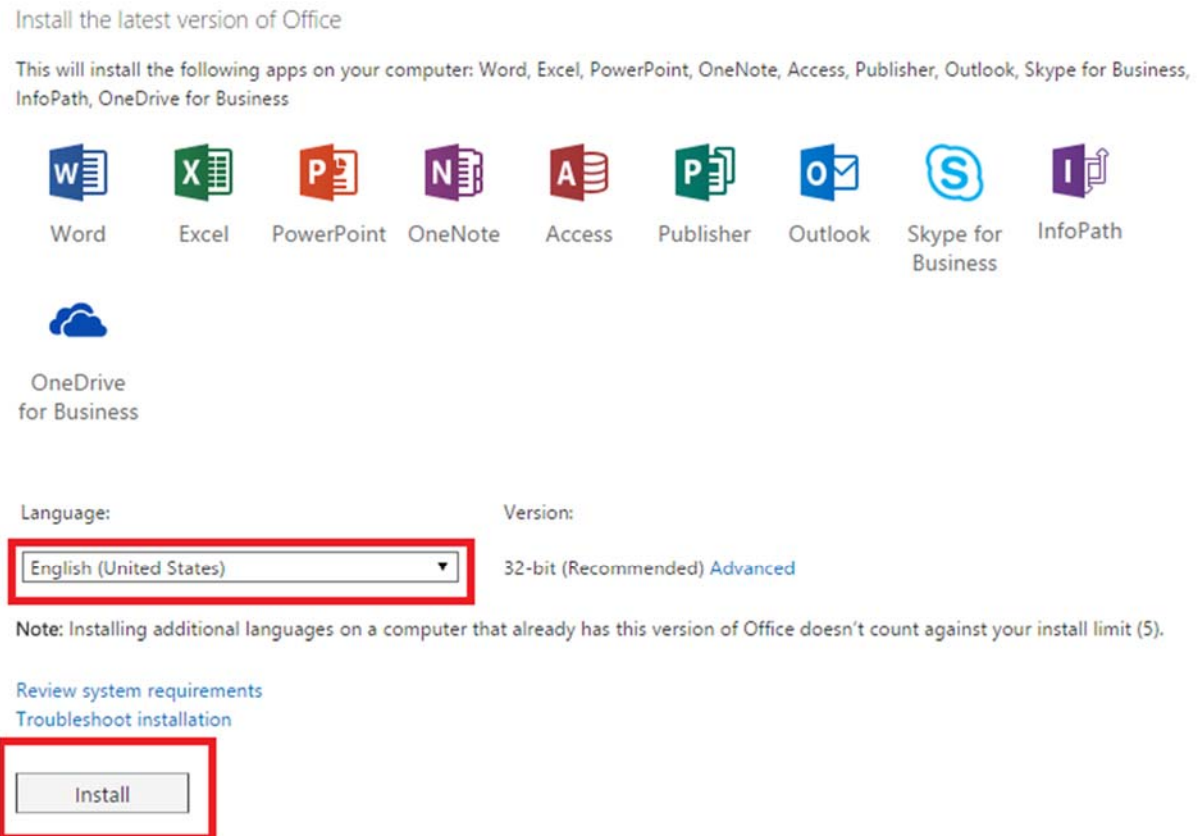 Install the latest version of Office
This will install the following apps on your computer: Word, Excel, PowerPoint, OneNote, Access, Publisher, Outlook, Skype for Business,
InfoPath, OneDrive for Business
W X P N A P O S I
Word Excel PowerPoint OneNote Access Publisher Outlook Skype for InfoPath
Business
OneDrive
for Business
Language: Version:
English (United States) 32-bit (Recommended) Advanced
Note: Installing additional languages on a computer that already has this version of Office doesn't count against your install limit (5).
Review system requirements
Troubleshoot installation
Install